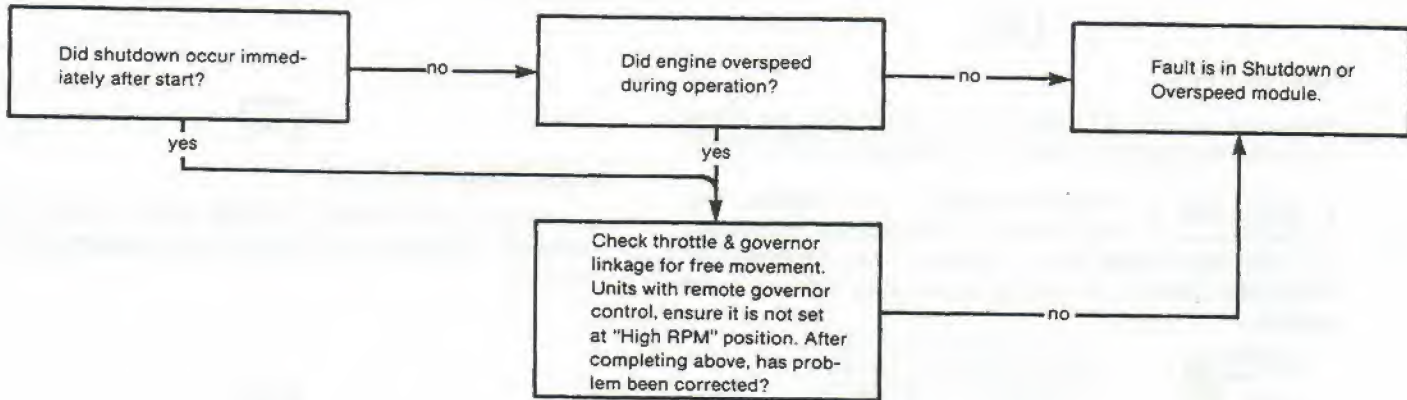 Did shutdown occur immed-
iately after start?
no
Did engine overspeed
during operation?
no
Fault is in Shutdown or
Overspeed module.
yes
yes
Check throttle & governor
linkage for free movement.
Units with remote governor
control, ensure it is not set
at "High RPM" position. After
completing above, has prob-
lem been corrected?
no